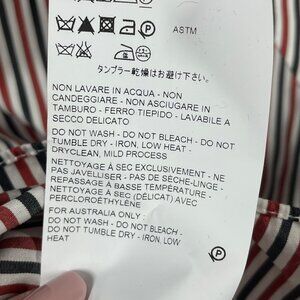 P ASTM
P
タンブラー乾燥はお避け下さい。
NON LAVARE IN ACQUA - NON
CANDEGGIARE - NON ASCIUGARE IN
TAMBURO - FERRO TIEPIDO - LAVABILE A
SECCO DELICATO
DO NOT WASH - DO NOT BLEACH - DO NOT
TUMBLE DRY - IRON, LOW HEAT -
DRYCLEAN, MILD PROCESS
NETTOYAGE À SEC EXCLUSIVEMENT - NE
PAS JAVELLISER - PAS DE SÈCHE-LINGE -
REPASSAGE A BASSE TEMPÉRATURE -
NETTOYAGE À SEC (DÉLICAT) AVEC
PERCLOROÉTHYLÈNE
FOR AUSTRALIA ONLY :
DO NOT WASH - DO NOT BLEACH - DO
NOT TUMBLE DRY - IRON, LOW
HEAT
P